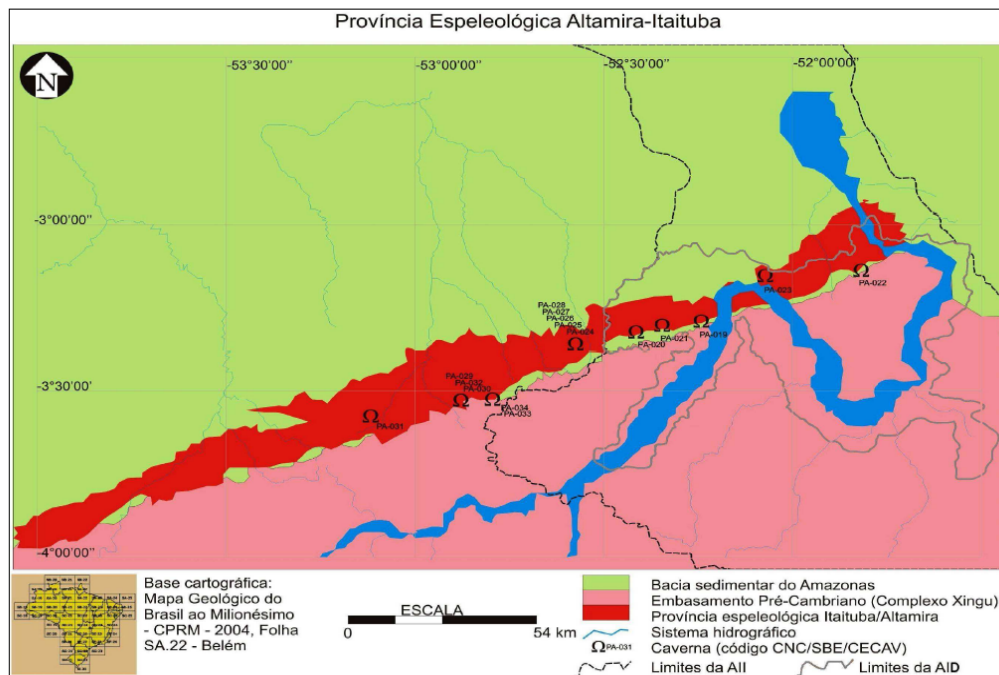 Província Espeleológica Altamira-Itaituba
N
-53°30'00''
-53°00'00''
-52°30'00''
-52°00'00''
-3°00'00''
-3°30'00''
-4°00'00''
PA-023
PA-022
PA-028
PA-027
PA-026
PA-025
PA-024
PA-020
PA-021
PA-019
PA-029
PA-032
PA-030
PA-034
PA-033
PA-031
Base cartográfica:
Mapa Geológico do
Brasil ao Milionésimo
- CPRM - 2004, Folha
SA.22 - Belém
ESCALA
0 54 km
Bacia sedimentar do Amazonas
Embasamento Pré-Cambriano (Complexo Xingu)
Província espeleológica Itaituba/Altamira
Sistema hidrográfico
Ω PA-031 Caverna (código CNC/SBE/CECAV)
Limites da AII Limites da AID